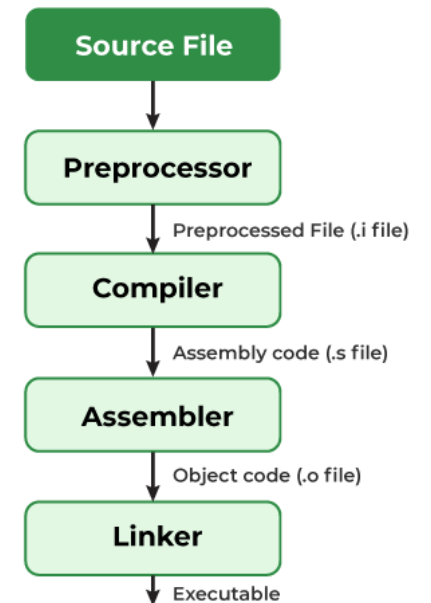 Source File
Preprocessor
Preprocessed File (.i file)
Compiler
Assembly code (.s file)
Assembler
Object code (.o file)
Linker
Executable